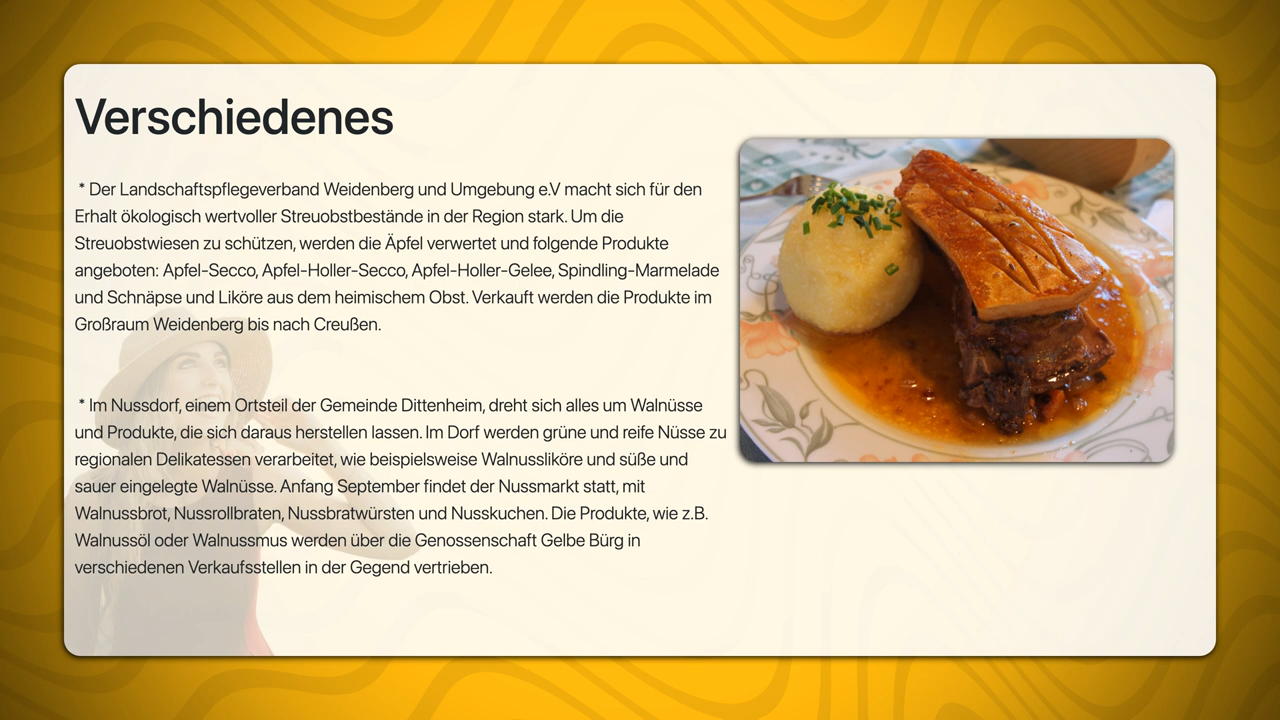 Verschiedenes
* Der Landschaftspflegeverband Weidenberg und Umgebung e.V macht sich für den
Erhalt ökologisch wertvoller Streuobstbestände in der Region stark. Um die
Streuobstwiesen zu schützen, werden die Äpfel verwertet und folgende Produkte
angeboten: Apfel-Secco, Apfel-Holler-Secco, Apfel-Holler-Gelee, Spindling-Marmelade
und Schnäpse und Liköre aus dem heimischem Obst. Verkauft werden die Produkte im
Großraum Weidenberg bis nach Creußen.
* Im Nussdorf, einem Ortsteil der Gemeinde Dittenheim, dreht sich alles um Walnüsse
und Produkte, die sich daraus herstellen lassen. Im Dorf werden grüne und reife Nüsse zu
regionalen Delikatessen verarbeitet, wie beispielsweise Walnussliköre und süße und
sauer eingelegte Walnüsse. Anfang September findet der Nussmarkt statt, mit
Walnussbrot, Nussrollbraten, Nussbratwürsten und Nusskuchen. Die Produkte, wie z.B.
Walnussöl oder Walnussmus werden über die Genossenschaft Gelbe Bürg in
verschiedenen Verkaufsstellen in der Gegend vertrieben.